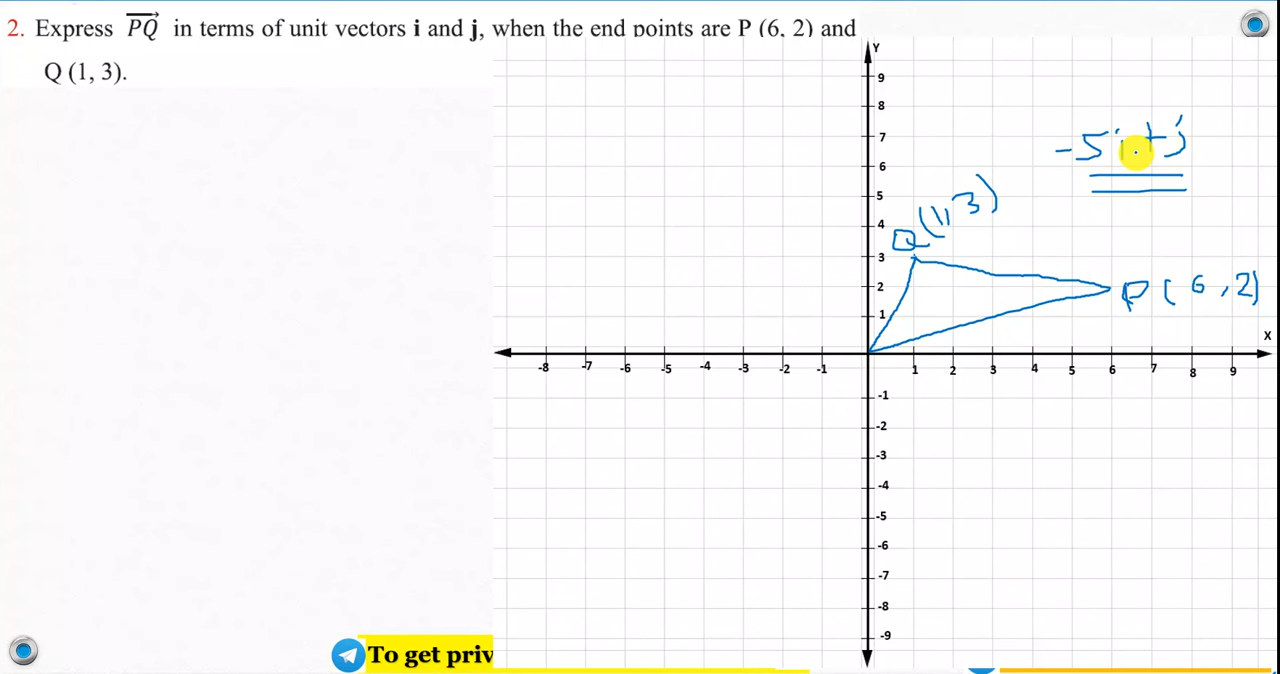 2. Express PQ in terms of unit vectors i and j, when the end points are P (6, 2) and
Q (1, 3).
Y
9
8
7
6
5
4
3
2
1
-5i+j
Q(1,3)
P(6,2)
X
-8 -7 -6 -5 -4 -3 -2 -1 1 2 3 4 5 6 7 8 9
-1
-2
-3
-4
-5
-6
-7
-8
-9
To get priv